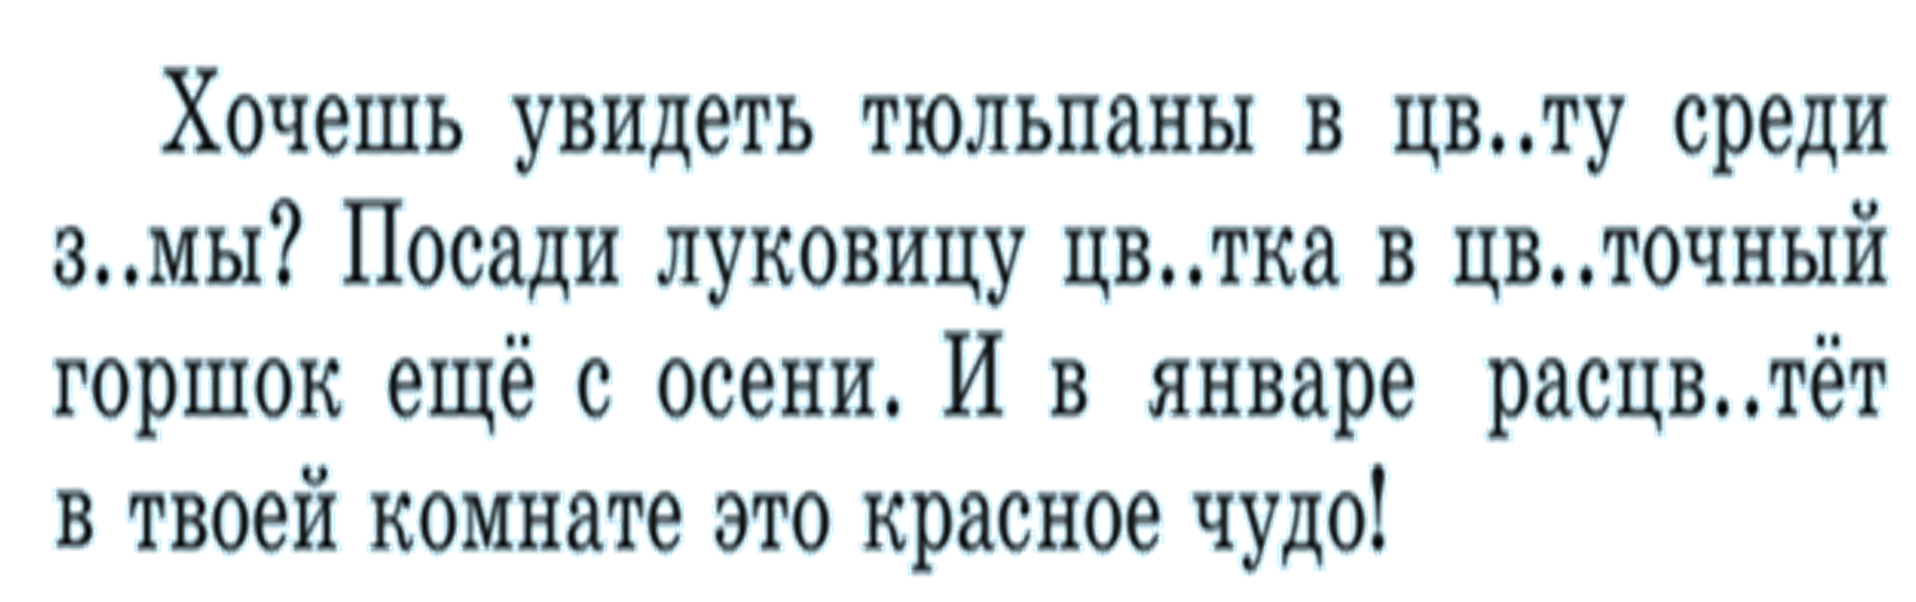 Хочешь увидеть тюльпаны в цв..ту среди
з..мы? Посади луковицу цв..тка в цв..точный
горшок ещё с осени. И в январе расцв..тёт
в твоей комнате это красное чудо!